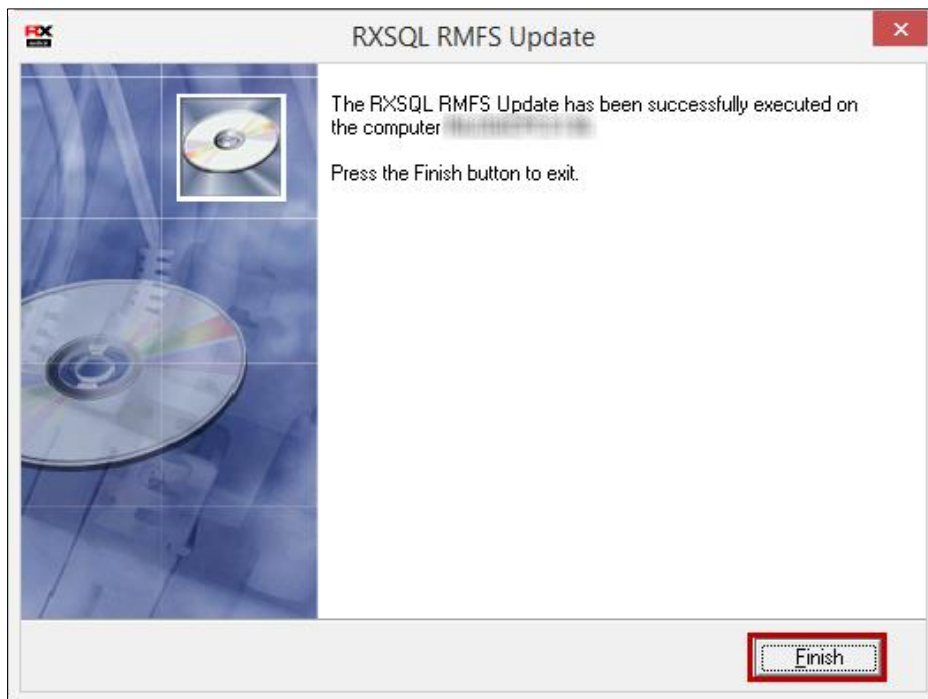 RX
RXSQL RMFS Update
The RXSQL RMFS Update has been successfully executed on
the computer
Press the Finish button to exit.
Finish